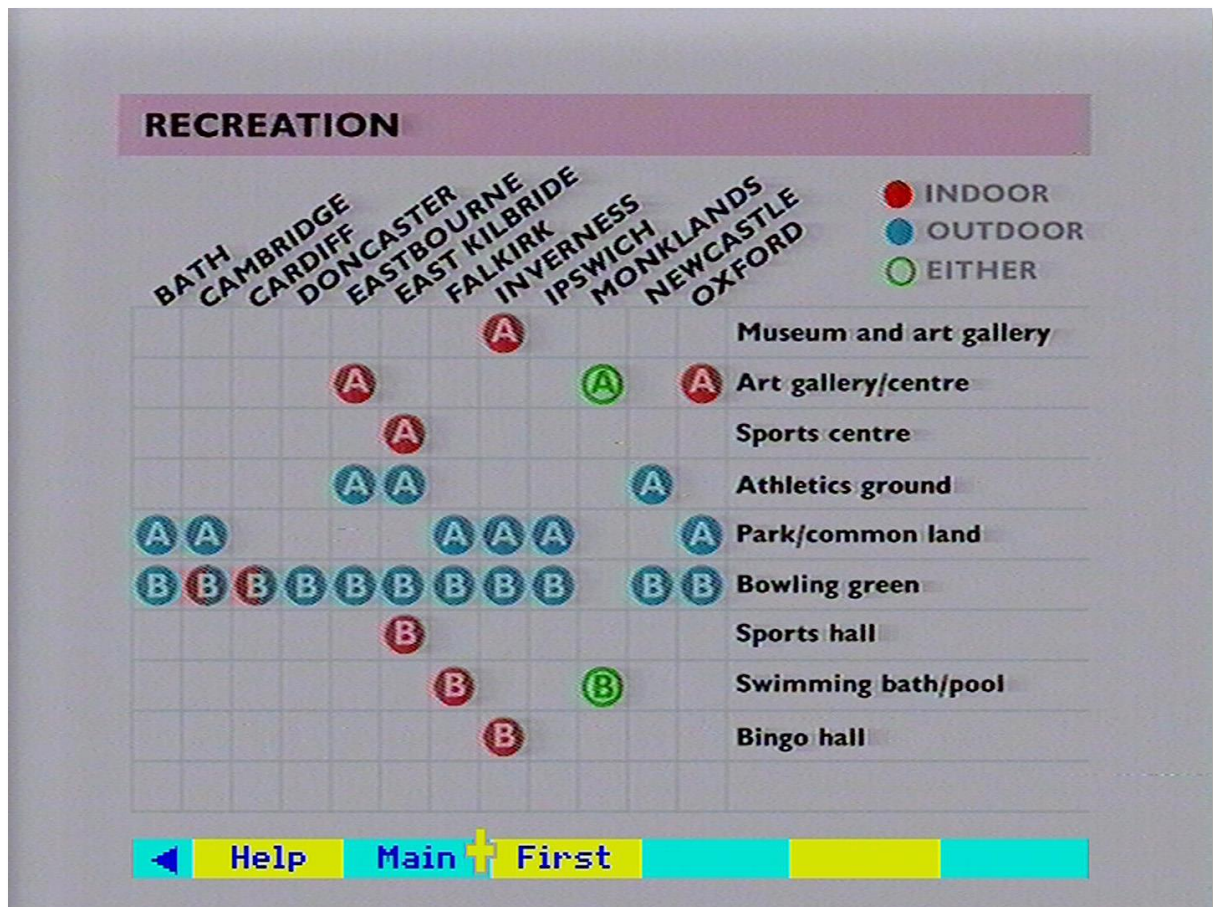 RECREATION
BATH
CAMBRIDGE
CARDIFF
DONCASTER
EASTBOURNE
EAST KILBRIDE
FALKIRK
INVERNESS
IPSWICH
MONKLANDS
NEWCASTLE
OXFORD
INDOOR
OUTDOOR
EITHER
A Museum and art gallery
A A A Art gallery/centre
A Sports centre
A A A Athletics ground
A A A A A A Park/common land
B B B B B B B B B B B Bowling green
B Sports hall
B B Swimming bath/pool
B Bingo hall
Help Main First